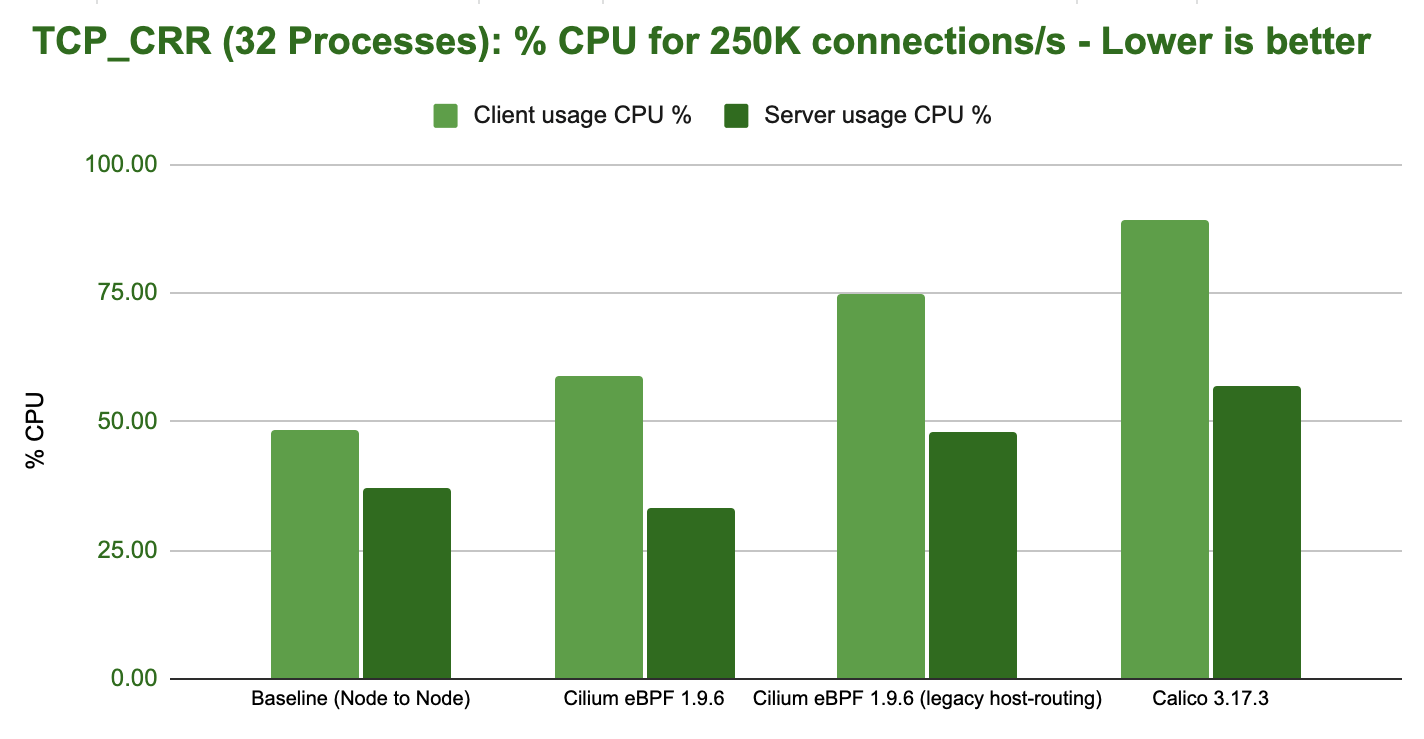 TCP_CRR (32 Processes): % CPU for 250K connections/s - Lower is better
Client usage CPU % Server usage CPU %
100.00
75.00
50.00
25.00
0.00
% CPU
Baseline (Node to Node) Cilium eBPF 1.9.6 Cilium eBPF 1.9.6 (legacy host-routing) Calico 3.17.3